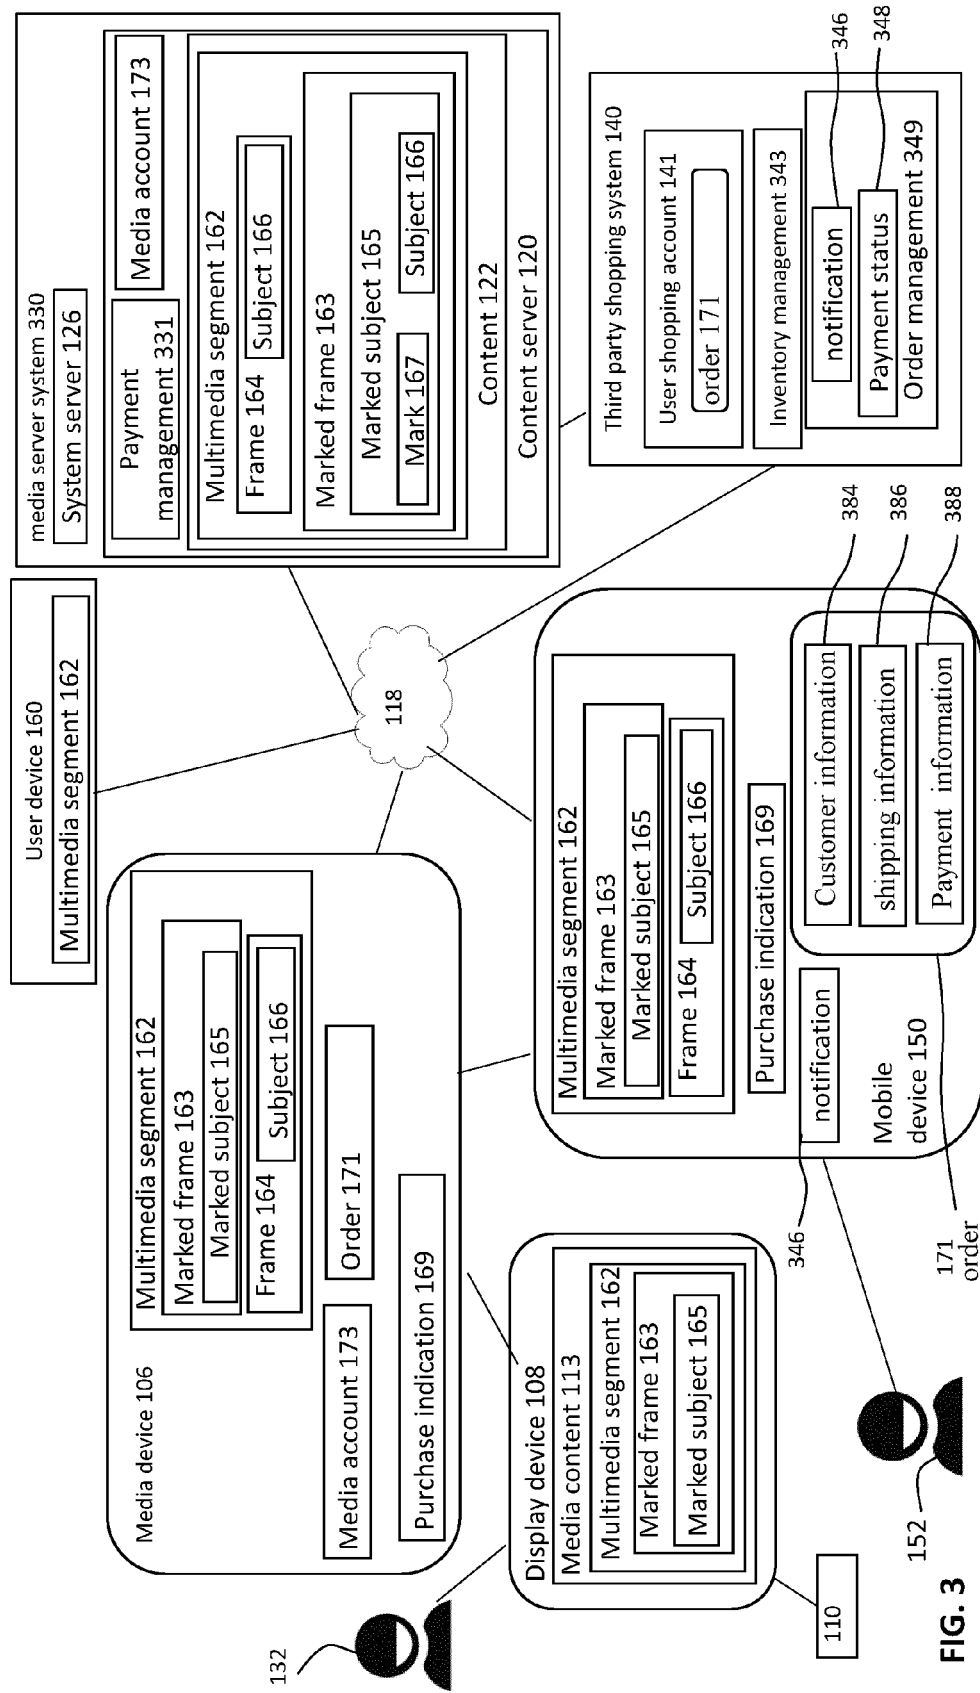 media server system 330
System server 126
Payment
management 331
Media account 173
Multimedia segment 162
Frame 164
Subject 166
Marked frame 163
Marked subject 165
Mark 167
Subject 166
Content 122
Content server 120
User device 160
Multimedia segment 162
118
Media device 106
Multimedia segment 162
Marked frame 163
Marked subject 165
Frame 164
Subject 166
Media account 173
Order 171
Purchase indication 169
132
Display device 108
Media content 113
Multimedia segment 162
Marked frame 163
Marked subject 165
110
Multimedia segment 162
Marked frame 163
Marked subject 165
Frame 164
Subject 166
Purchase indication 169
notification
346
Mobile
device 150
Customer information
shipping information
Payment information
384
386
388
171
order
152
Third party shopping system 140
User shopping account 141
order 171
Inventory management 343
notification
Payment status
Order management 349
346
348
FIG. 3